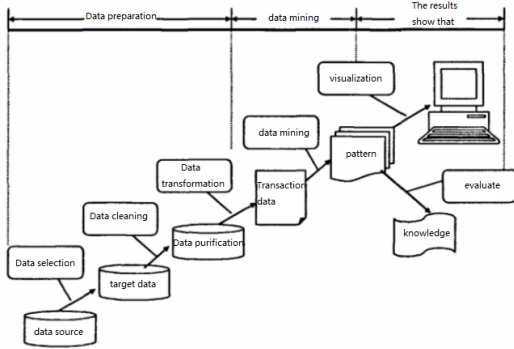 Data preparation
data mining
The results
show that
visualization
data mining
pattern
Data
transformation
Transaction
data
evaluate
Data cleaning
Data purification
knowledge
Data selection
target data
data source